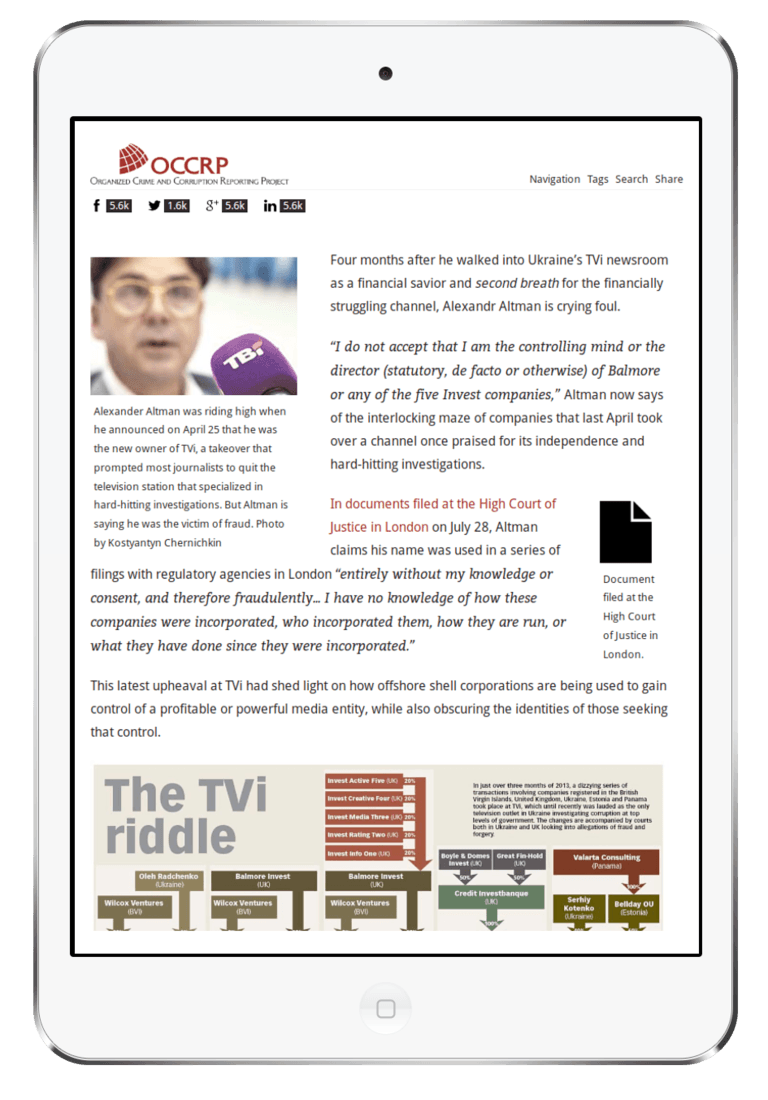 OCCRP
ORGANIZED CRIME AND CORRUPTION REPORTING PROJECT
Navigation Tags Search Share
f 5.6k 1.6k g+ 5.6k in 5.6k
TBi
Alexander Altman was riding high when
he announced on April 25 that he was
the new owner of TVi, a takeover that
prompted most journalists to quit the
television station that specialized in
hard-hitting investigations. But Altman is
saying he was the victim of fraud. Photo
by Kostyantyn Chernichkin
Four months after he walked into Ukraine’s TVi newsroom
as a financial savior and second breath for the financially
struggling channel, Alexandr Altman is crying foul.
“I do not accept that I am the controlling mind or the
director (statutory, de facto or otherwise) of Balmore
or any of the five Invest companies,” Altman now says
of the interlocking maze of companies that last April took
over a channel once praised for its independence and
hard-hitting investigations.
In documents filed at the High Court of
Justice in London on July 28, Altman
claims his name was used in a series of
filings with regulatory agencies in London “entirely without my knowledge or
consent, and therefore fraudulently… I have no knowledge of how these
companies were incorporated, who incorporated them, how they are run, or
what they have done since they were incorporated.”
Document
filed at the
High Court
of Justice in
London.
This latest upheaval at TVi had shed light on how offshore shell corporations are being used to gain
control of a profitable or powerful media entity, while also obscuring the identities of those seeking
that control.
The TVi
riddle
Invest Active Five (UK) 20%
Invest Creative Four (UK) 20%
Invest Media Three (UK) 20%
Invest Rating Two (UK) 20%
Invest Info One (UK) 20%
In just over three months of 2013, a dizzying series of
transactions involving companies registered in the British
Virgin Islands, United Kingdom, Ukraine, Estonia and Panama
took place at TVi, which until recently was lauded as the only
television outlet in Ukraine investigating corruption at top
levels of government. The changes are accompanied by courts
both in Ukraine and UK looking into allegations of fraud and
forgery.
Oleh Radchenko
(Ukraine)
Wilcox Ventures
(BVI)
Balmore Invest
(UK)
Wilcox Ventures
(BVI)
Balmore Invest
(UK)
Wilcox Ventures
(BVI)
Boyle & Domes
Invest (UK)
50%
Great Fin-Hold
(UK)
50%
Credit Investbanque
(UK)
100%
Valarta Consulting
(Panama)
100%
Serhiy
Kotenko
(Ukraine)
Bellday OU
(Estonia)